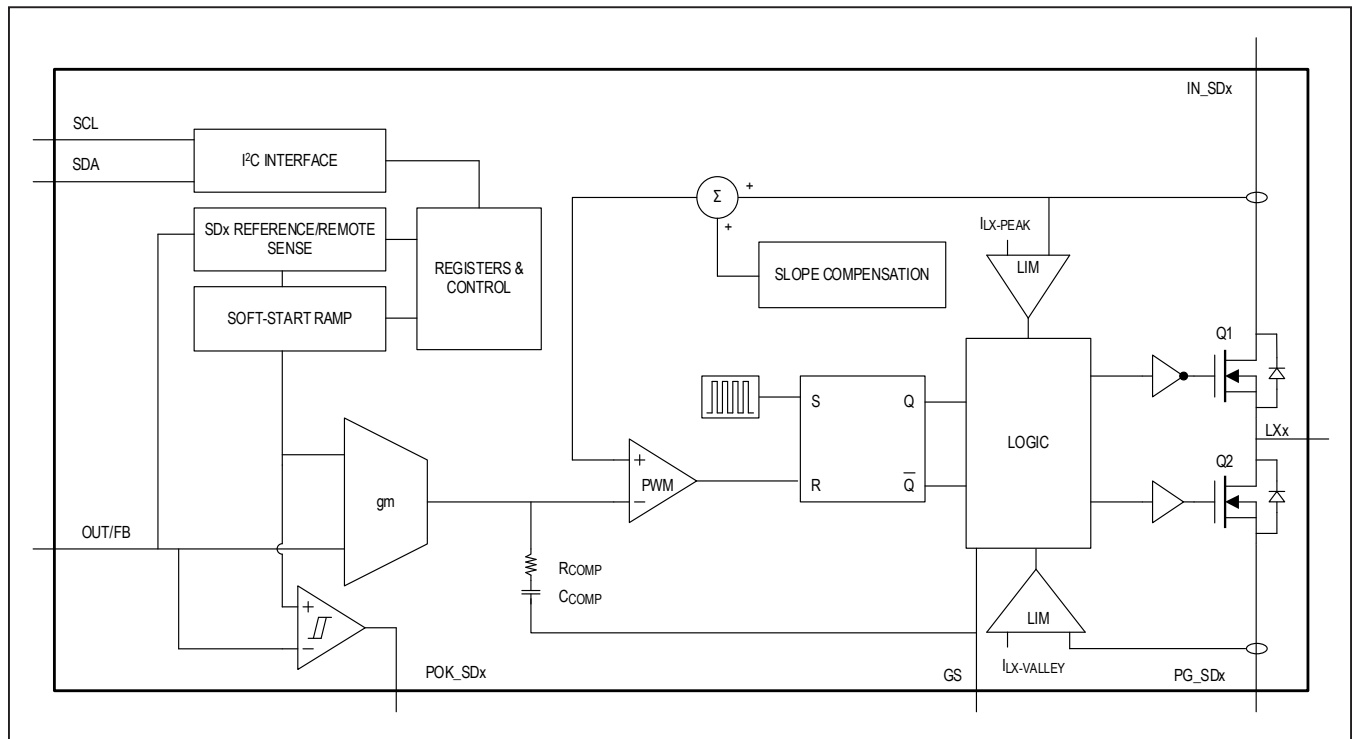 IN_SDx
SCL
SDA
I²C INTERFACE
SDx REFERENCE/REMOTE
SENSE
REGISTERS &
CONTROL
SOFT-START RAMP
Σ
+
+
SLOPE COMPENSATION
ILX-PEAK
LIM
Q1
LXx
Q2
S
Q
R
Q̅
LOGIC
+
PWM
−
gm
OUT/FB
RCOMP
CCOMP
+
−
LIM
ILX-VALLEY
POK_SDx
GS
PG_SDx